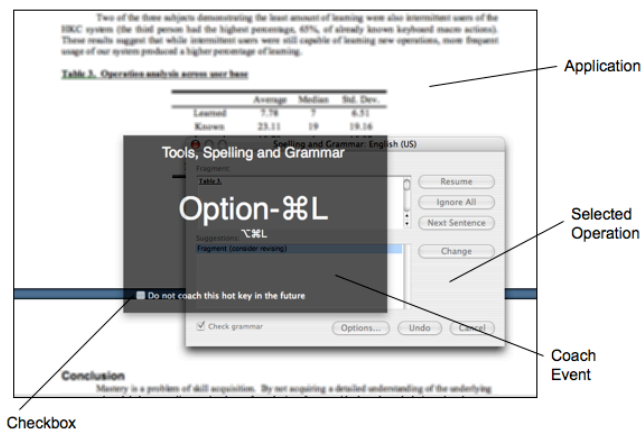 Two of the three subjects demonstrating the least amount of learning were also intermittent users of the
HKC system (the third person had the highest percentage, 65%, of already known keyboard macro actions).
These results suggest that while intermittent users were still capable of learning new operations, more frequent
usage of our system produced a higher percentage of learning.
Table 3. Operation analysis across user base
Average Median Std. Dev.
Learned 7.78 7 6.51
Known 23.11 19 19.16
Application
Spelling and Grammar: English (US)
Tools, Spelling and Grammar
Fragment:
Table 3.
Resume
Ignore All
Next Sentence
Option-⌘L
⌥⌘L
Selected
Operation
Suggestions:
Fragment (consider revising)
Change
Do not coach this hot key in the future
Check grammar
Options...
Undo
Cancel
Coach
Event
Conclusion
Mastery is a problem of skill acquisition. By not acquiring a detailed understanding of the underlying
Checkbox